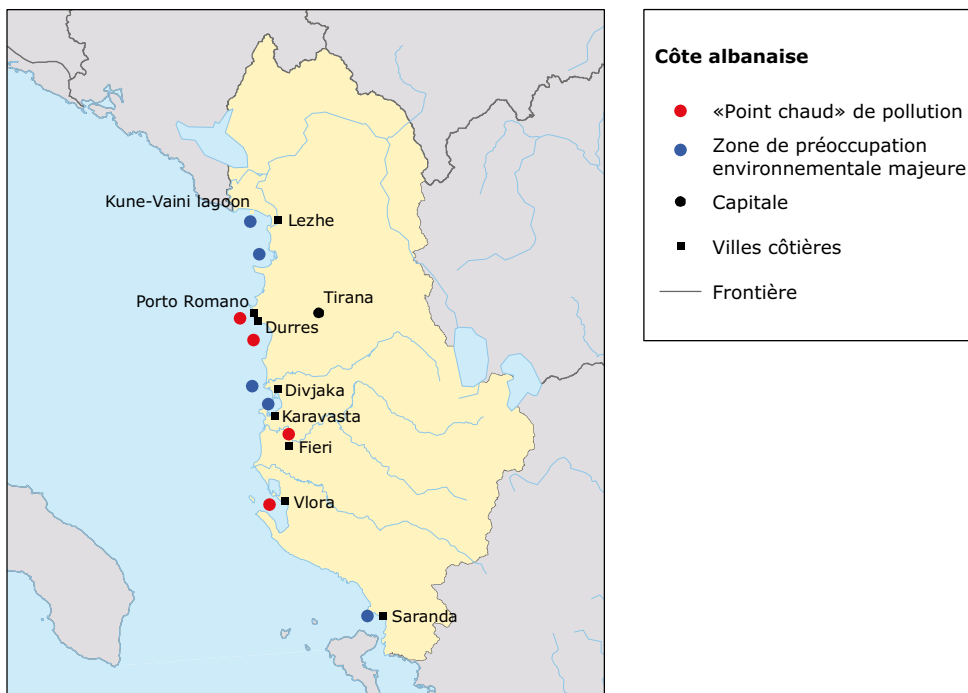 Kune-Vaini lagoon
Lezhe
Porto Romano
Tirana
Durres
Divjaka
Karavasta
Fieri
Vlora
Saranda
Côte albanaise
«Point chaud» de pollution
Zone de préoccupation
environnementale majeure
Capitale
Villes côtières
Frontière